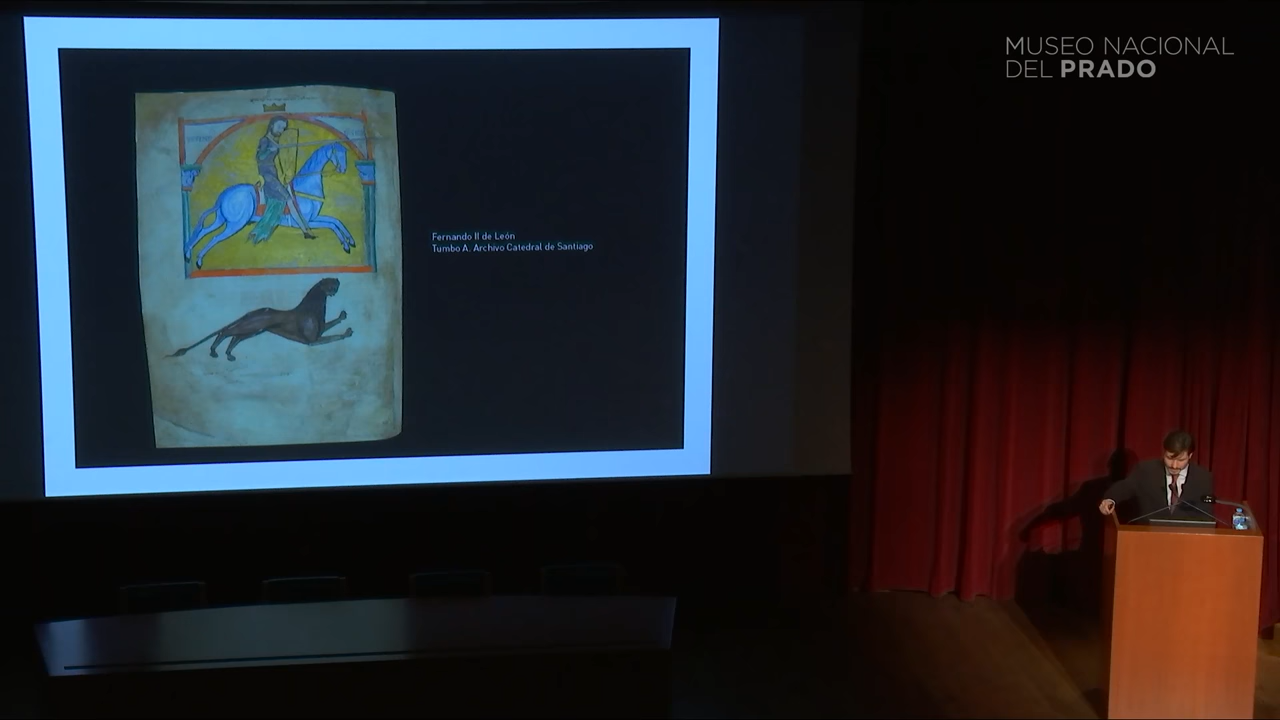 MUSEO NACIONAL
DEL PRADO
Fernando II de León
Tumbo A. Archivo Catedral de Santiago